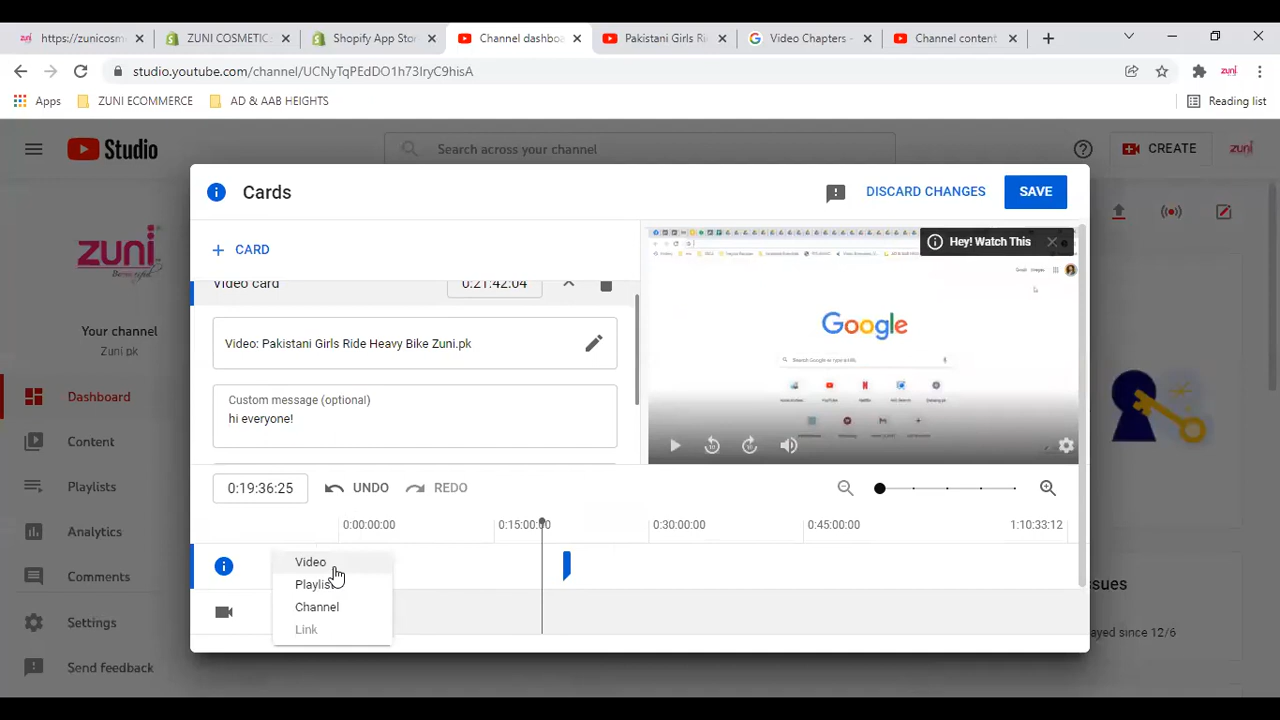 https://zunicosm
ZUNI COSMETICA
Shopify App Stor
Channel dashboa
Pakistani Girls Ri
Video Chapters -
Channel content
studio.youtube.com/channel/UCNyTqPEdDO1h73IryC9hisA
Apps
ZUNI ECOMMERCE
AD & AAB HEIGHTS
Reading list
Studio
Search across your channel
CREATE
zuni
Your channel
Zuni pk
Dashboard
Content
Playlists
Analytics
Comments
Settings
Send feedback
Cards
DISCARD CHANGES
SAVE
+ CARD
Video card
0:21:42:04
Video: Pakistani Girls Ride Heavy Bike Zuni.pk
Custom message (optional)
hi everyone!
Hey! Watch This
Google
0:19:36:25
UNDO
REDO
0:00:00:00
0:15:00:00
0:30:00:00
0:45:00:00
1:10:33:12
Video
Playlist
Channel
Link
ssues
ayed since 12/6